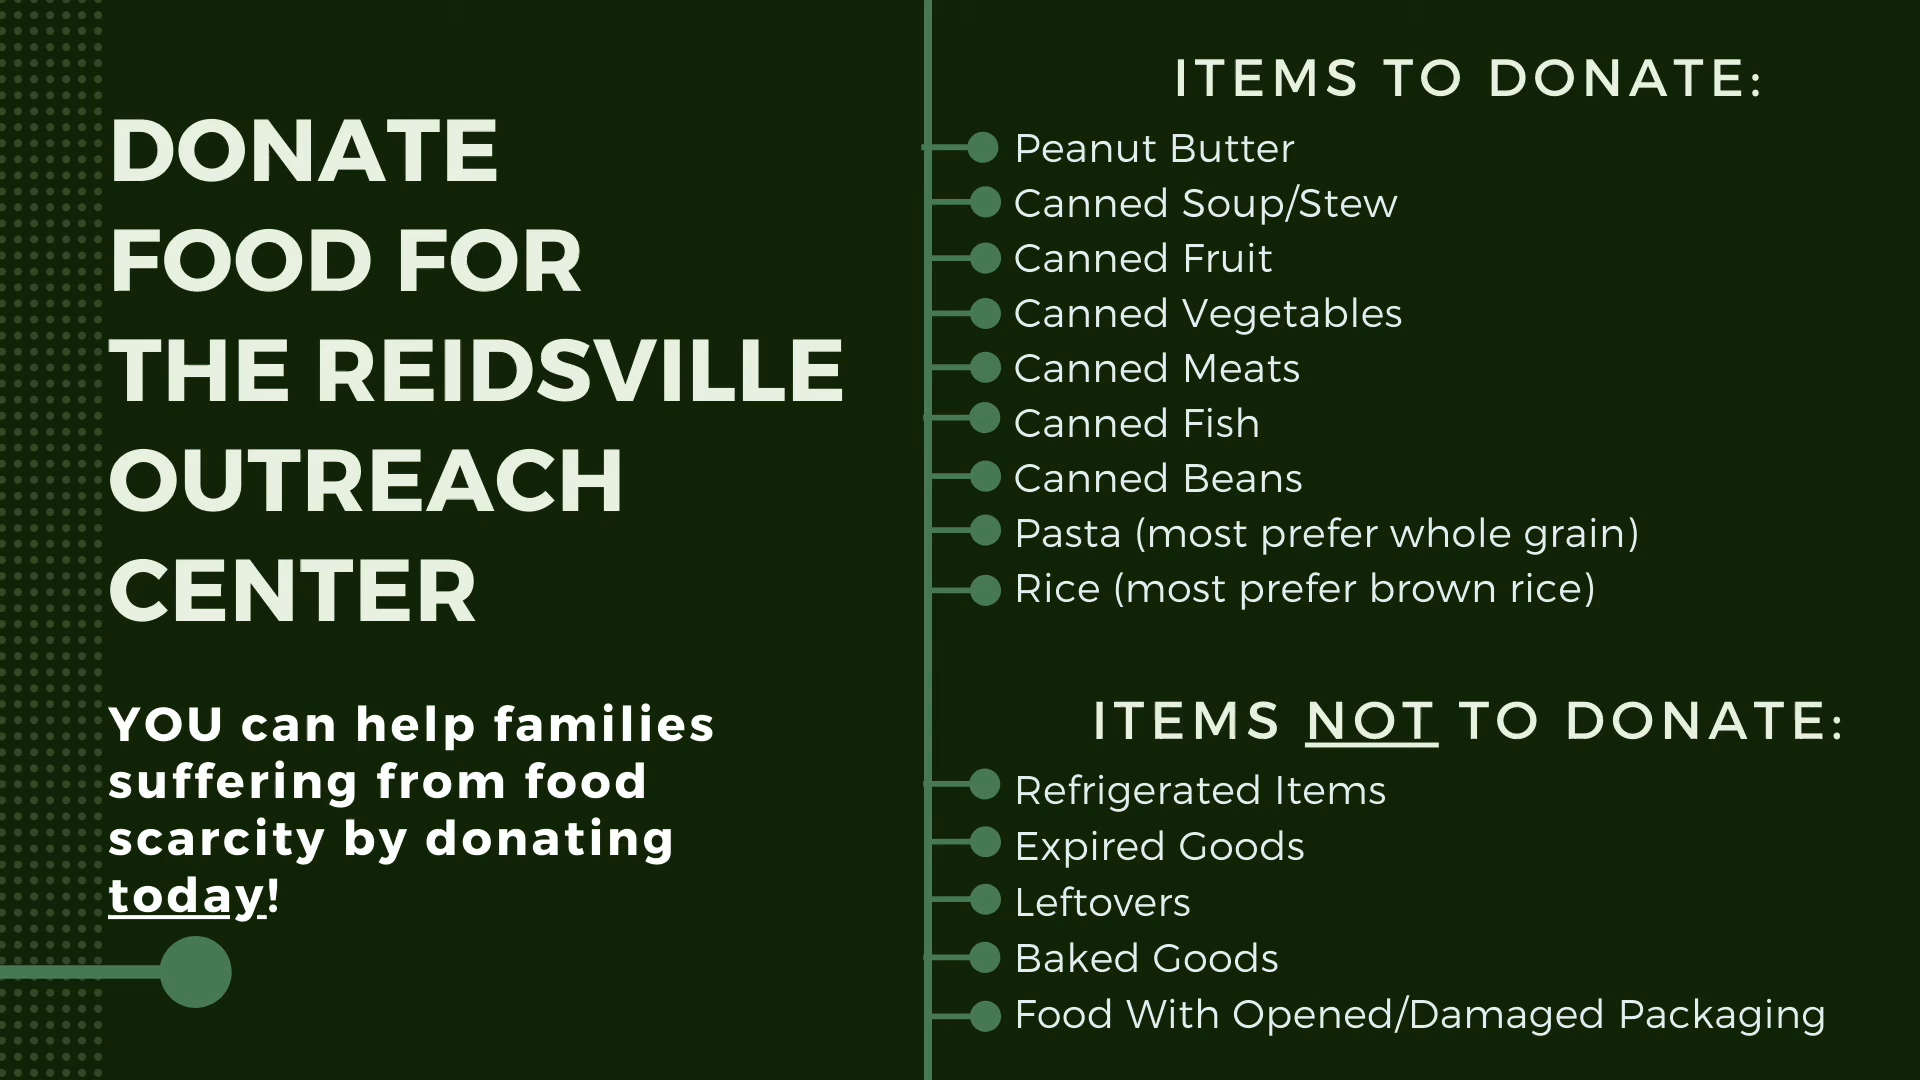 DONATE
FOOD FOR
THE REIDSVILLE
OUTREACH
CENTER
YOU can help families
suffering from food
scarcity by donating
today!
ITEMS TO DONATE:
Peanut Butter
Canned Soup/Stew
Canned Fruit
Canned Vegetables
Canned Meats
Canned Fish
Canned Beans
Pasta (most prefer whole grain)
Rice (most prefer brown rice)
ITEMS NOT TO DONATE:
Refrigerated Items
Expired Goods
Leftovers
Baked Goods
Food With Opened/Damaged Packaging